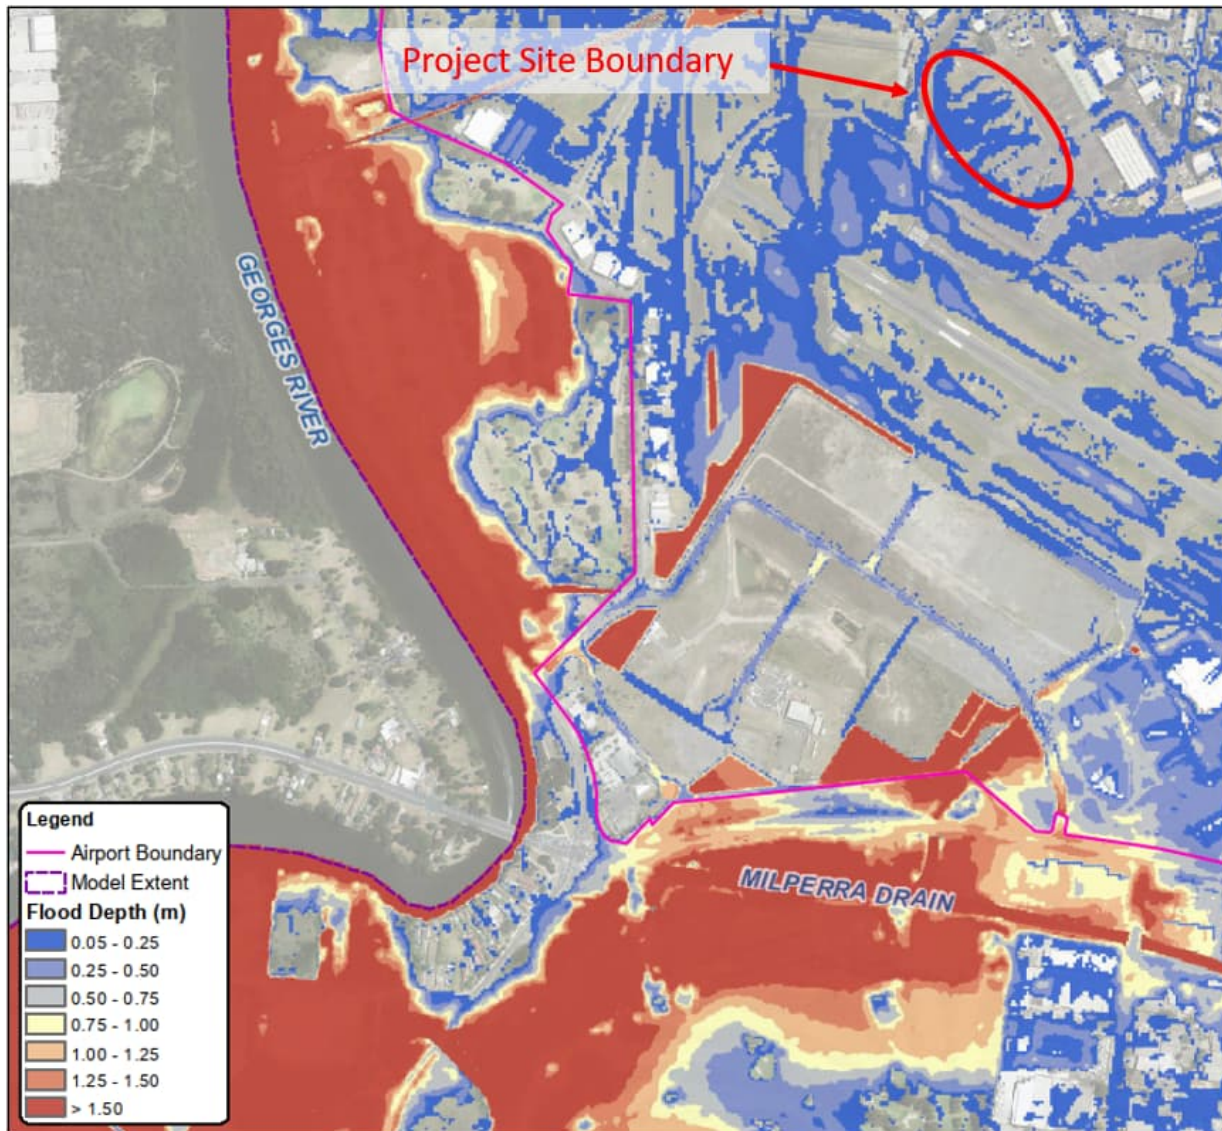 Project Site Boundary
GEORGES RIVER
MILPERRA DRAIN
Legend
Airport Boundary
Model Extent
Flood Depth (m)
0.05 - 0.25
0.25 - 0.50
0.50 - 0.75
0.75 - 1.00
1.00 - 1.25
1.25 - 1.50
> 1.50